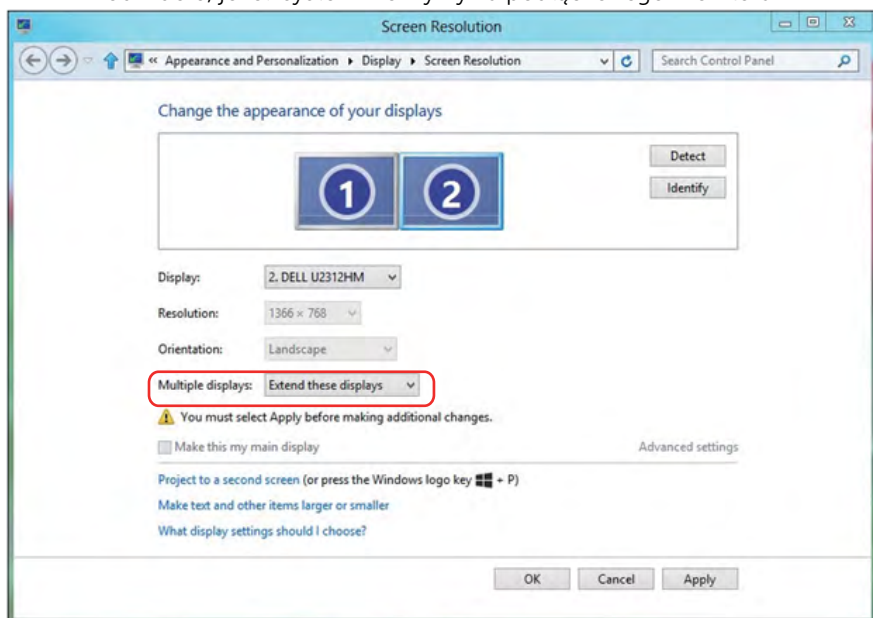 Screen Resolution
« Appearance and Personalization ▸ Display ▸ Screen Resolution
Search Control Panel
Change the appearance of your displays
1
2
Detect
Identify
Display: 2. DELL U2312HM
Resolution: 1366 × 768
Orientation: Landscape
Multiple displays: Extend these displays
You must select Apply before making additional changes.
Make this my main display
Advanced settings
Project to a second screen (or press the Windows logo key + P)
Make text and other items larger or smaller
What display settings should I choose?
OK Cancel Apply